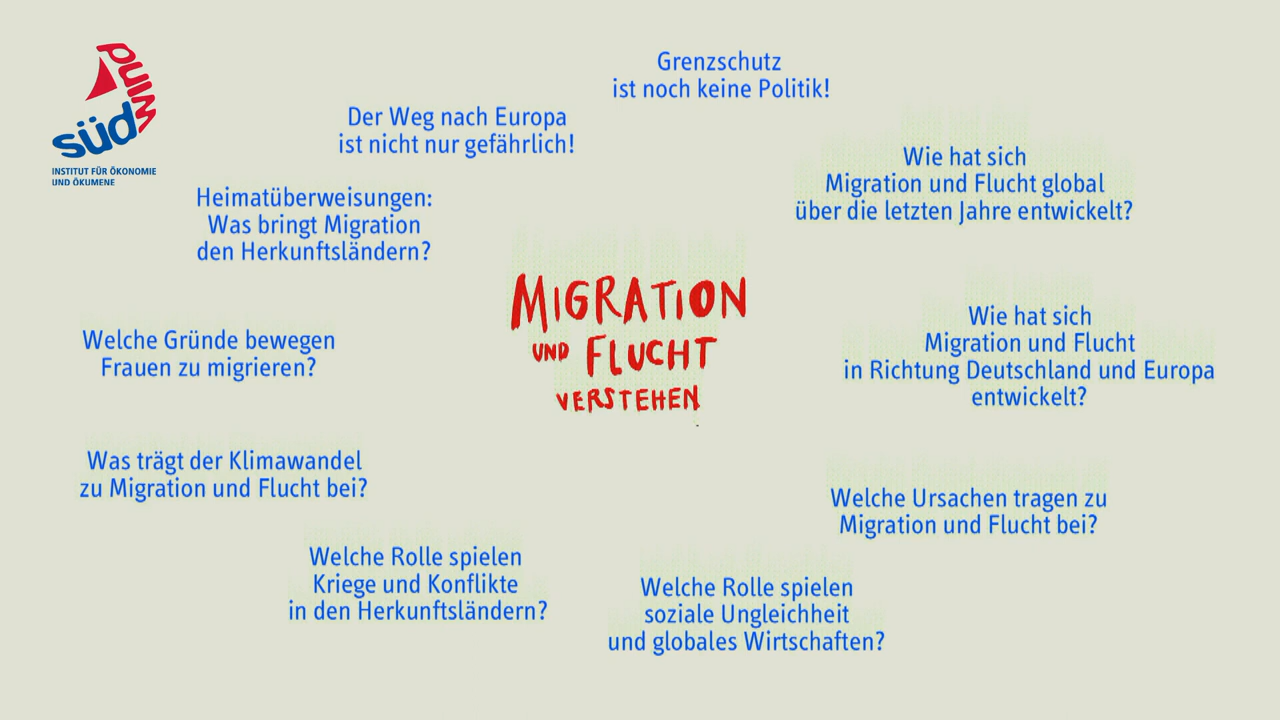 süd
wind
INSTITUT FÜR ÖKONOMIE
UND ÖKUMENE
Grenzschutz
ist noch keine Politik!
Der Weg nach Europa
ist nicht nur gefährlich!
Wie hat sich
Migration und Flucht global
über die letzten Jahre entwickelt?
Heimatüberweisungen:
Was bringt Migration
den Herkunftsländern?
MIGRATION
UND FLUCHT
VERSTEHEN
Wie hat sich
Migration und Flucht
in Richtung Deutschland und Europa
entwickelt?
Welche Gründe bewegen
Frauen zu migrieren?
Was trägt der Klimawandel
zu Migration und Flucht bei?
Welche Ursachen tragen zu
Migration und Flucht bei?
Welche Rolle spielen
Kriege und Konflikte
in den Herkunftsländern?
Welche Rolle spielen
soziale Ungleichheit
und globales Wirtschaften?